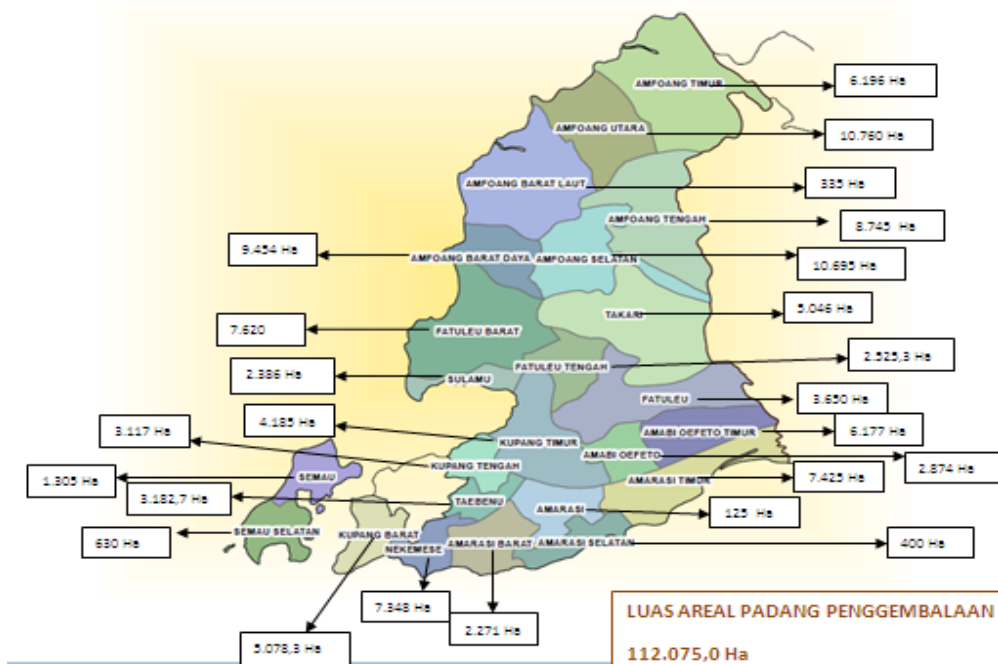 AMFOANG TIMUR
6.196 Ha
AMFOANG UTARA
10.760 Ha
AMFOANG BARAT LAUT
335 Ha
AMFOANG TENGAH
8.745 Ha
9.454 Ha
AMFOANG BARAT DAYA
AMFOANG SELATAN
10.695 Ha
TAKARI
5.046 Ha
7.620
FATULEU BARAT
FATULEU TENGAH
2.525,3 Ha
2.386 Ha
SULAMU
FATULEU
3.650 Ha
4.185 Ha
KUPANG TIMUR
AMABI OEFETO TIMUR
6.177 Ha
3.117 Ha
KUPANG TENGAH
AMABI OEFETO
2.874 Ha
1.305 Ha
SEMAU
AMARASI TIMUR
7.425 Ha
3.182,7 Ha
TAEBENU
AMARASI
125 Ha
630 Ha
SEMAU SELATAN
KUPANG BARAT
NEKEMESE
AMARASI BARAT
AMARASI SELATAN
400 Ha
7.348 Ha
2.271 Ha
5.078,3 Ha
LUAS AREAL PADANG PENGGEMBALAAN
112.075,0 Ha